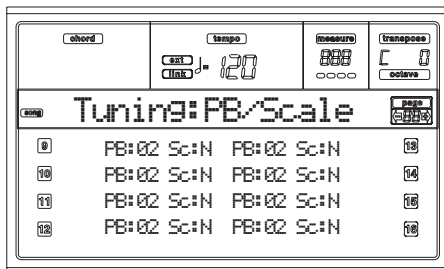 chord tempo measure transpose
ext link ♩= 120 888 C 0
octave
song Tuning:PB/Scale page 88
9 PB:02 Sc:N PB:02 Sc:N 13
10 PB:02 Sc:N PB:02 Sc:N 14
11 PB:02 Sc:N PB:02 Sc:N 15
12 PB:02 Sc:N PB:02 Sc:N 16